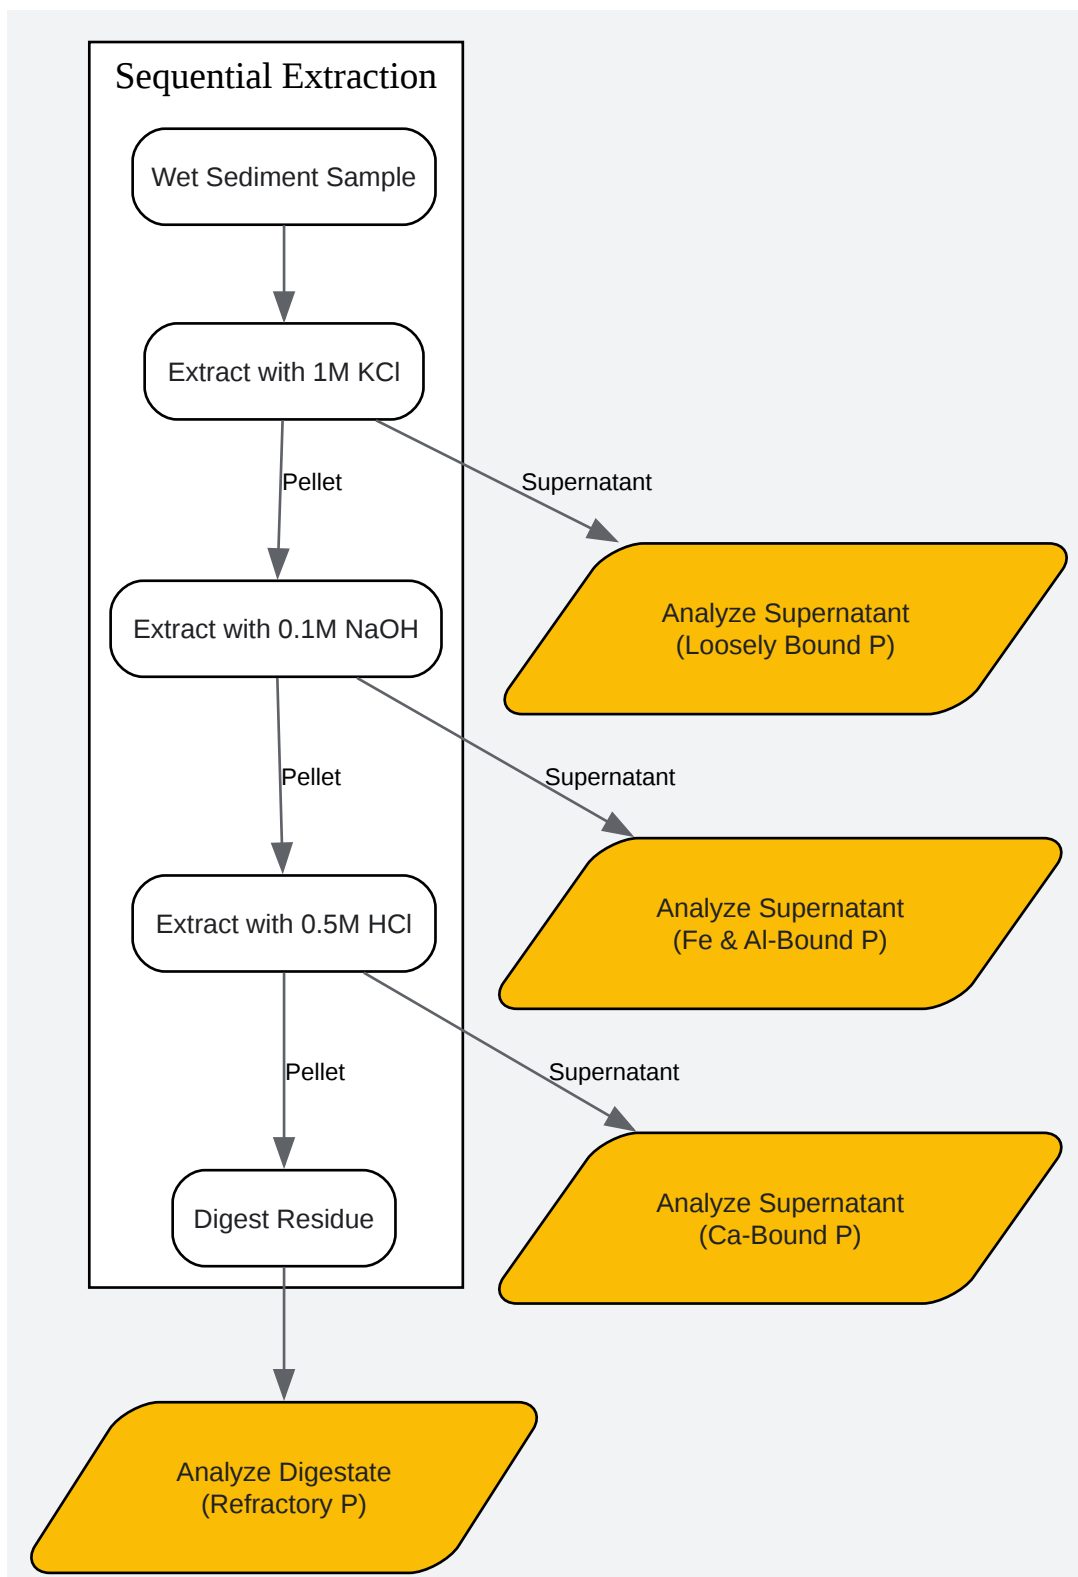 Sequential Extraction
Wet Sediment Sample
Extract with 1M KCl
Pellet
Supernatant
Analyze Supernatant
(Loosely Bound P)
Extract with 0.1M NaOH
Pellet
Supernatant
Analyze Supernatant
(Fe & Al-Bound P)
Extract with 0.5M HCl
Pellet
Supernatant
Analyze Supernatant
(Ca-Bound P)
Digest Residue
Analyze Digestate
(Refractory P)